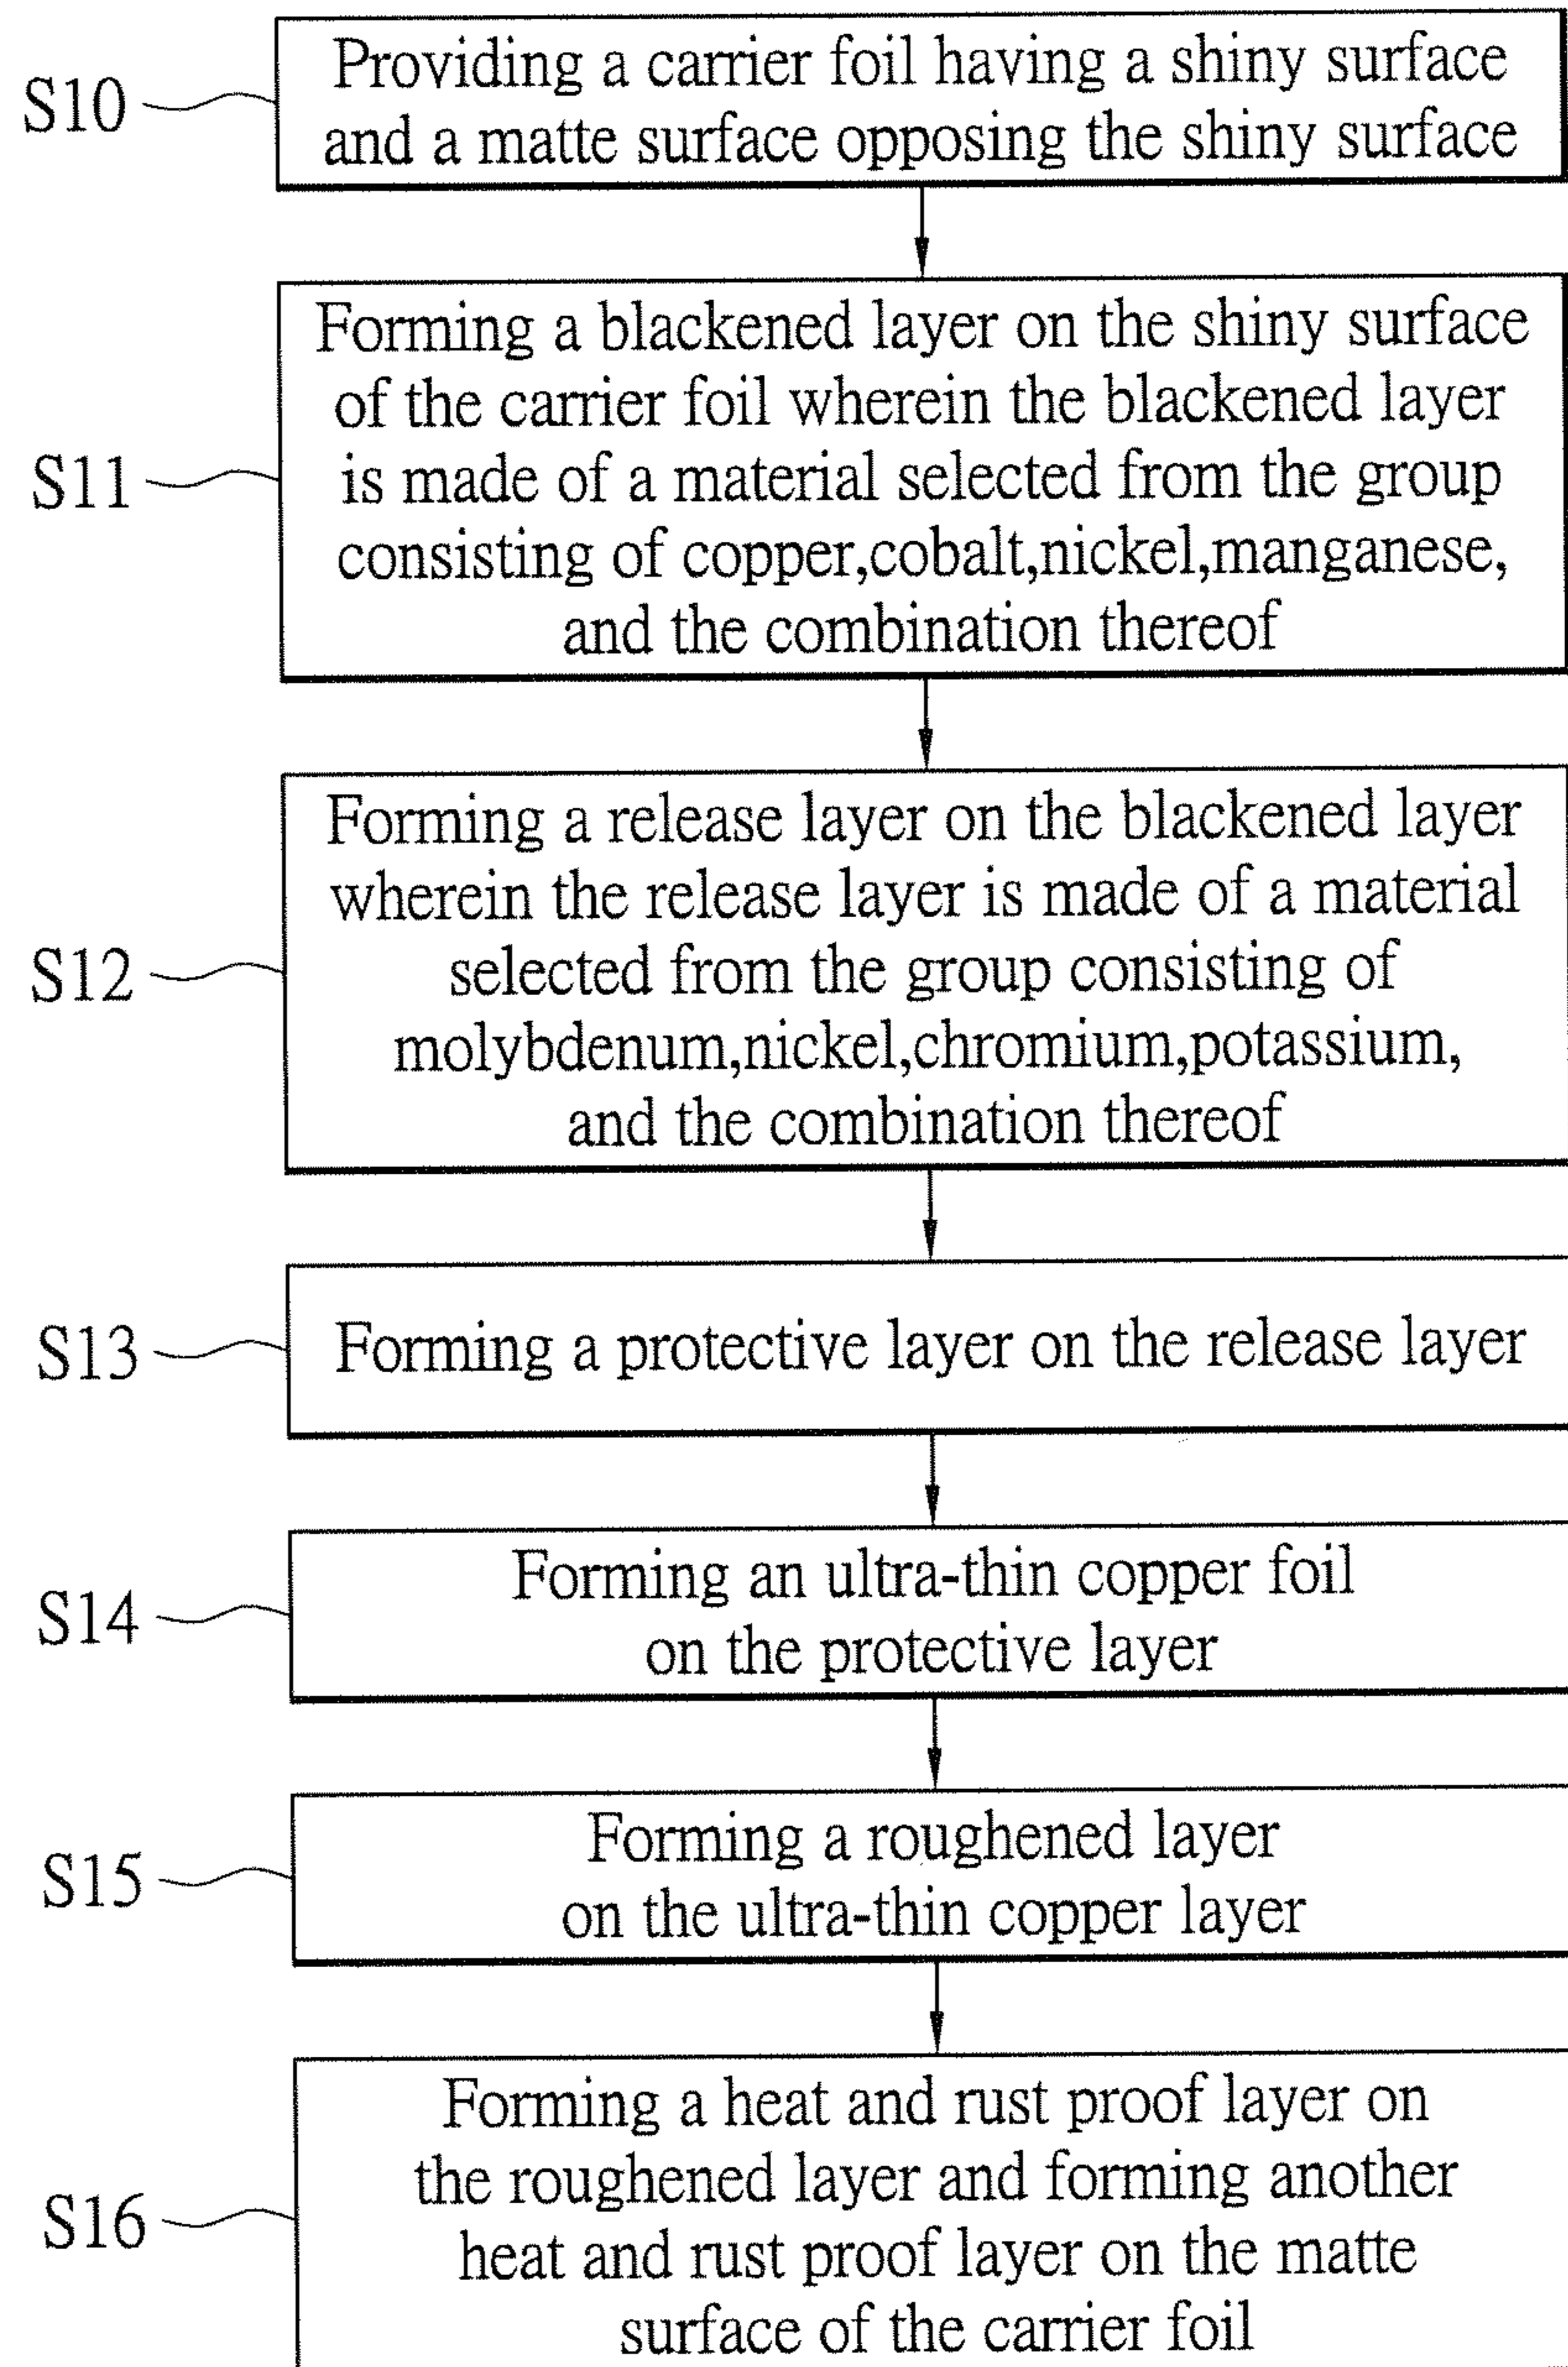 S10
Providing a carrier foil having a shiny surface
and a matte surface opposing the shiny surface
S11
Forming a blackened layer on the shiny surface
of the carrier foil wherein the blackened layer
is made of a material selected from the group
consisting of copper,cobalt,nickel,manganese,
and the combination thereof
S12
Forming a release layer on the blackened layer
wherein the release layer is made of a material
selected from the group consisting of
molybdenum,nickel,chromium,potassium,
and the combination thereof
S13
Forming a protective layer on the release layer
S14
Forming an ultra-thin copper foil
on the protective layer
S15
Forming a roughened layer
on the ultra-thin copper layer
S16
Forming a heat and rust proof layer on
the roughened layer and forming another
heat and rust proof layer on the matte
surface of the carrier foil